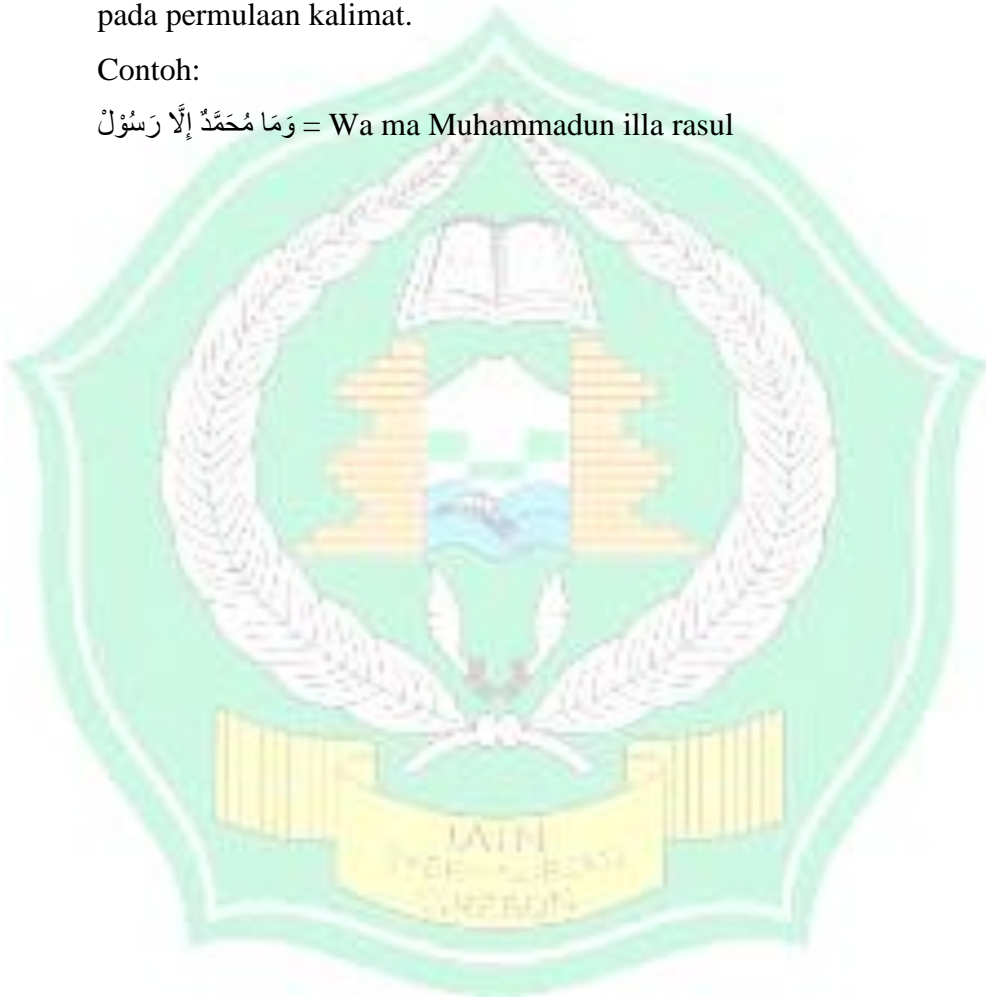 pada permulaan kalimat.
Contoh:
وَمَا مُحَمَّدٌ إِلَّا رَسُوْلْ = Wa ma Muhammadun illa rasul
IAIN